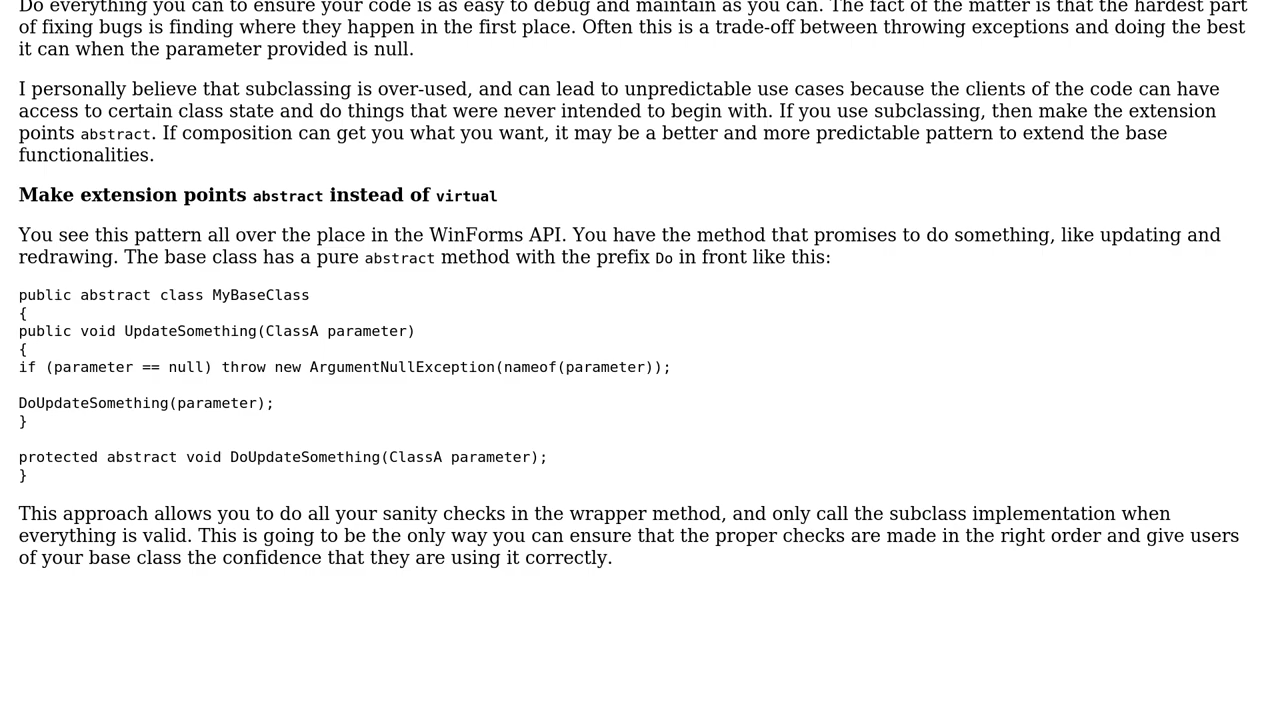 Do everything you can to ensure your code is as easy to debug and maintain as you can. The fact of the matter is that the hardest part
of fixing bugs is finding where they happen in the first place. Often this is a trade-off between throwing exceptions and doing the best
it can when the parameter provided is null.
I personally believe that subclassing is over-used, and can lead to unpredictable use cases because the clients of the code can have
access to certain class state and do things that were never intended to begin with. If you use subclassing, then make the extension
points abstract. If composition can get you what you want, it may be a better and more predictable pattern to extend the base
functionalities.
Make extension points abstract instead of virtual
You see this pattern all over the place in the WinForms API. You have the method that promises to do something, like updating and
redrawing. The base class has a pure abstract method with the prefix Do in front like this:
public abstract class MyBaseClass
{
public void UpdateSomething(ClassA parameter)
{
if (parameter == null) throw new ArgumentNullException(nameof(parameter));
DoUpdateSomething(parameter);
}
protected abstract void DoUpdateSomething(ClassA parameter);
}
This approach allows you to do all your sanity checks in the wrapper method, and only call the subclass implementation when
everything is valid. This is going to be the only way you can ensure that the proper checks are made in the right order and give users
of your base class the confidence that they are using it correctly.